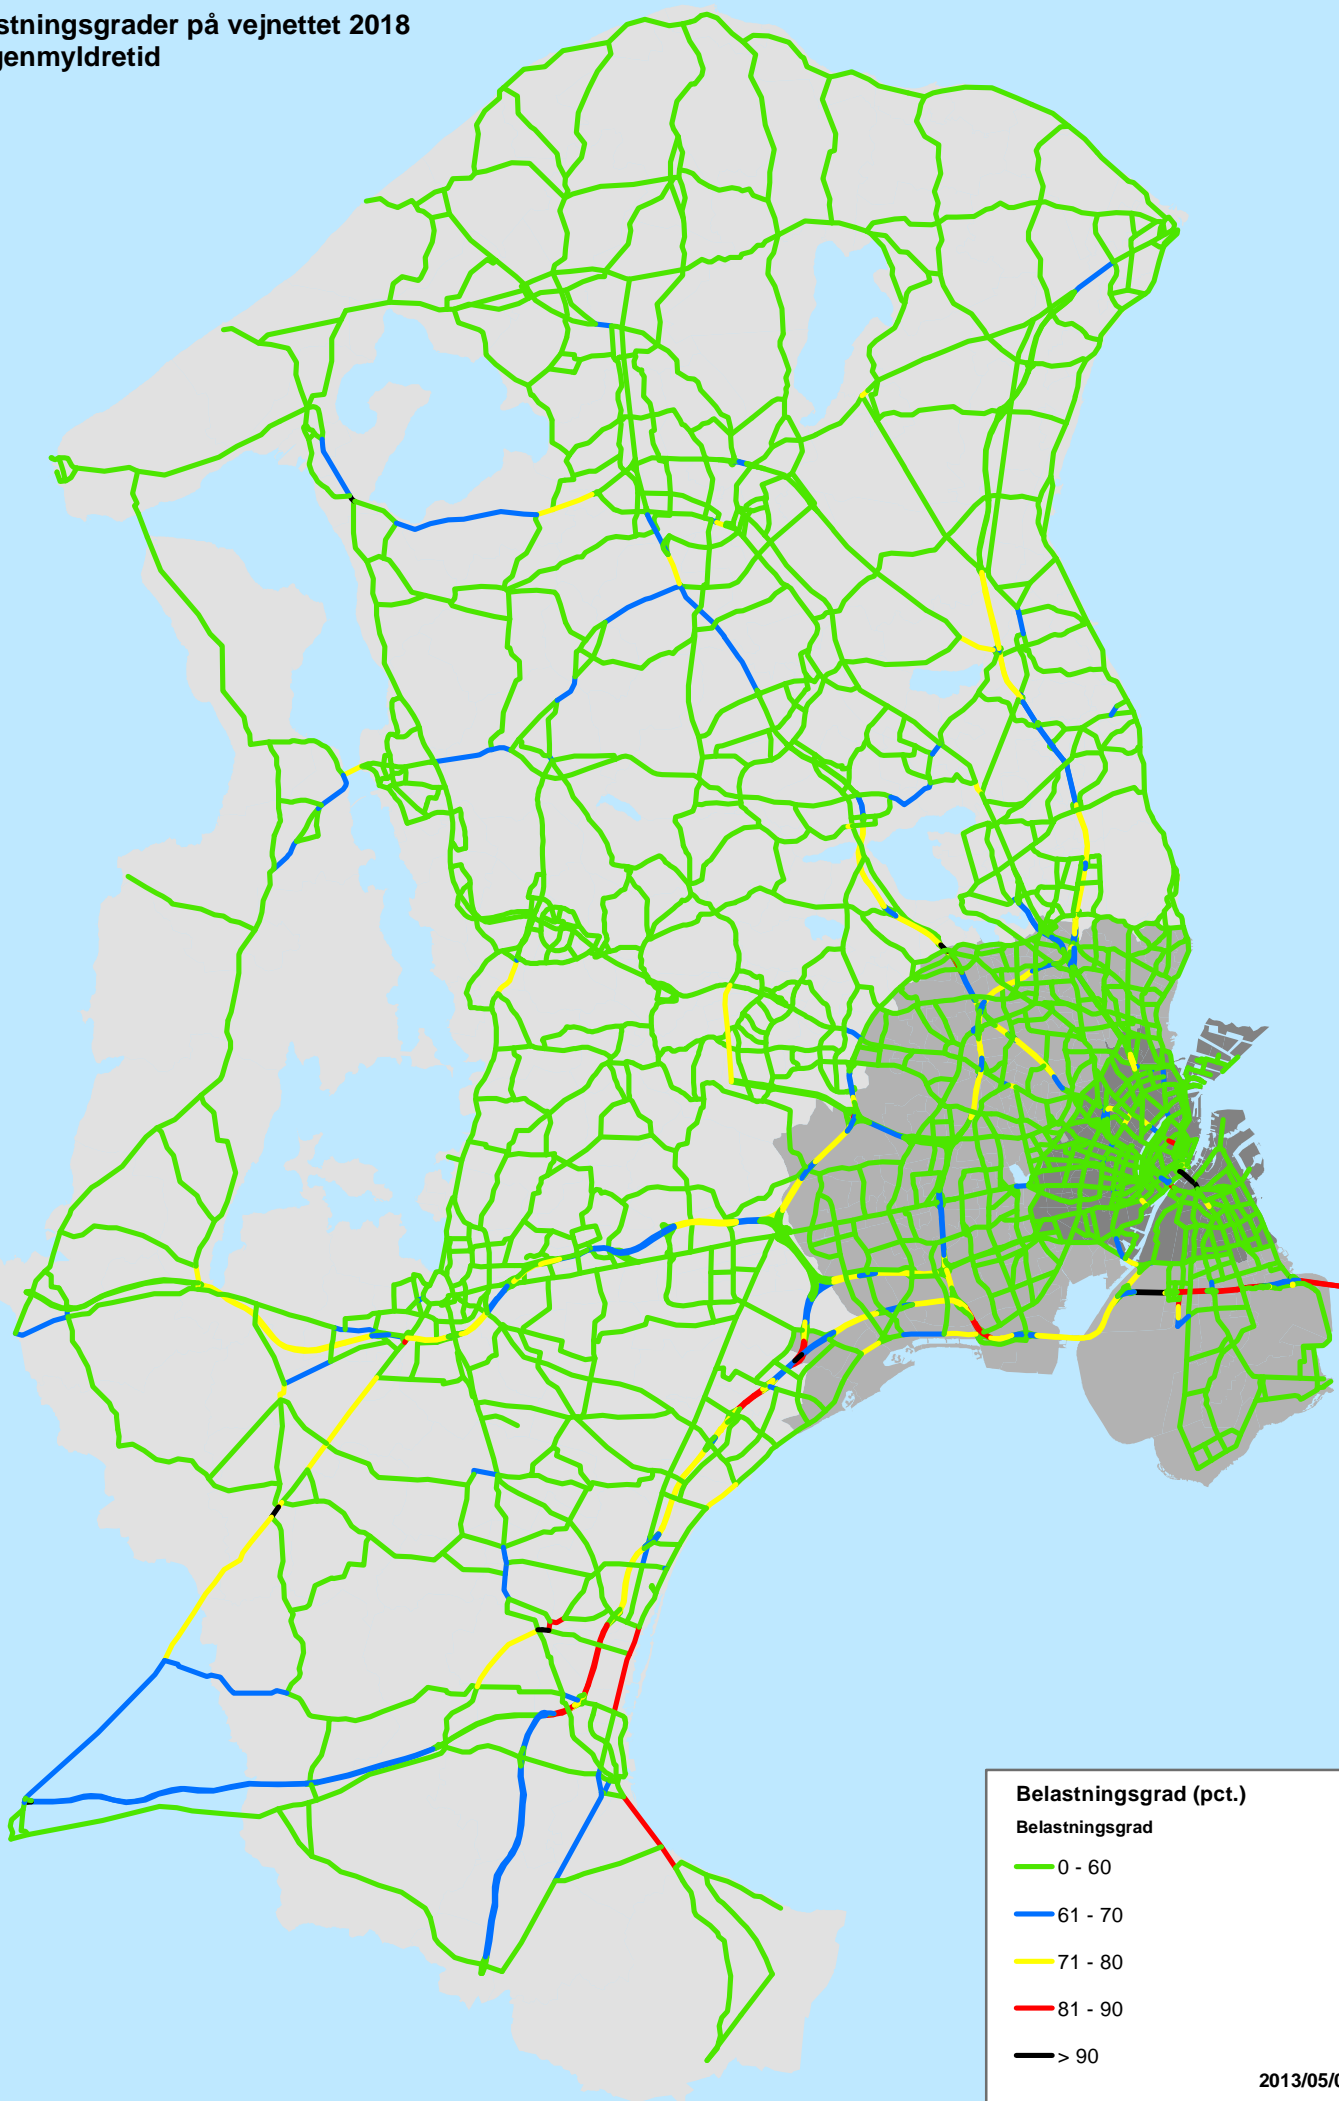 stningsgrader på vejnettet 2018
genmyldretid
Belastningsgrad (pct.)
Belastningsgrad
0 - 60
61 - 70
71 - 80
81 - 90
> 90
2013/05/0